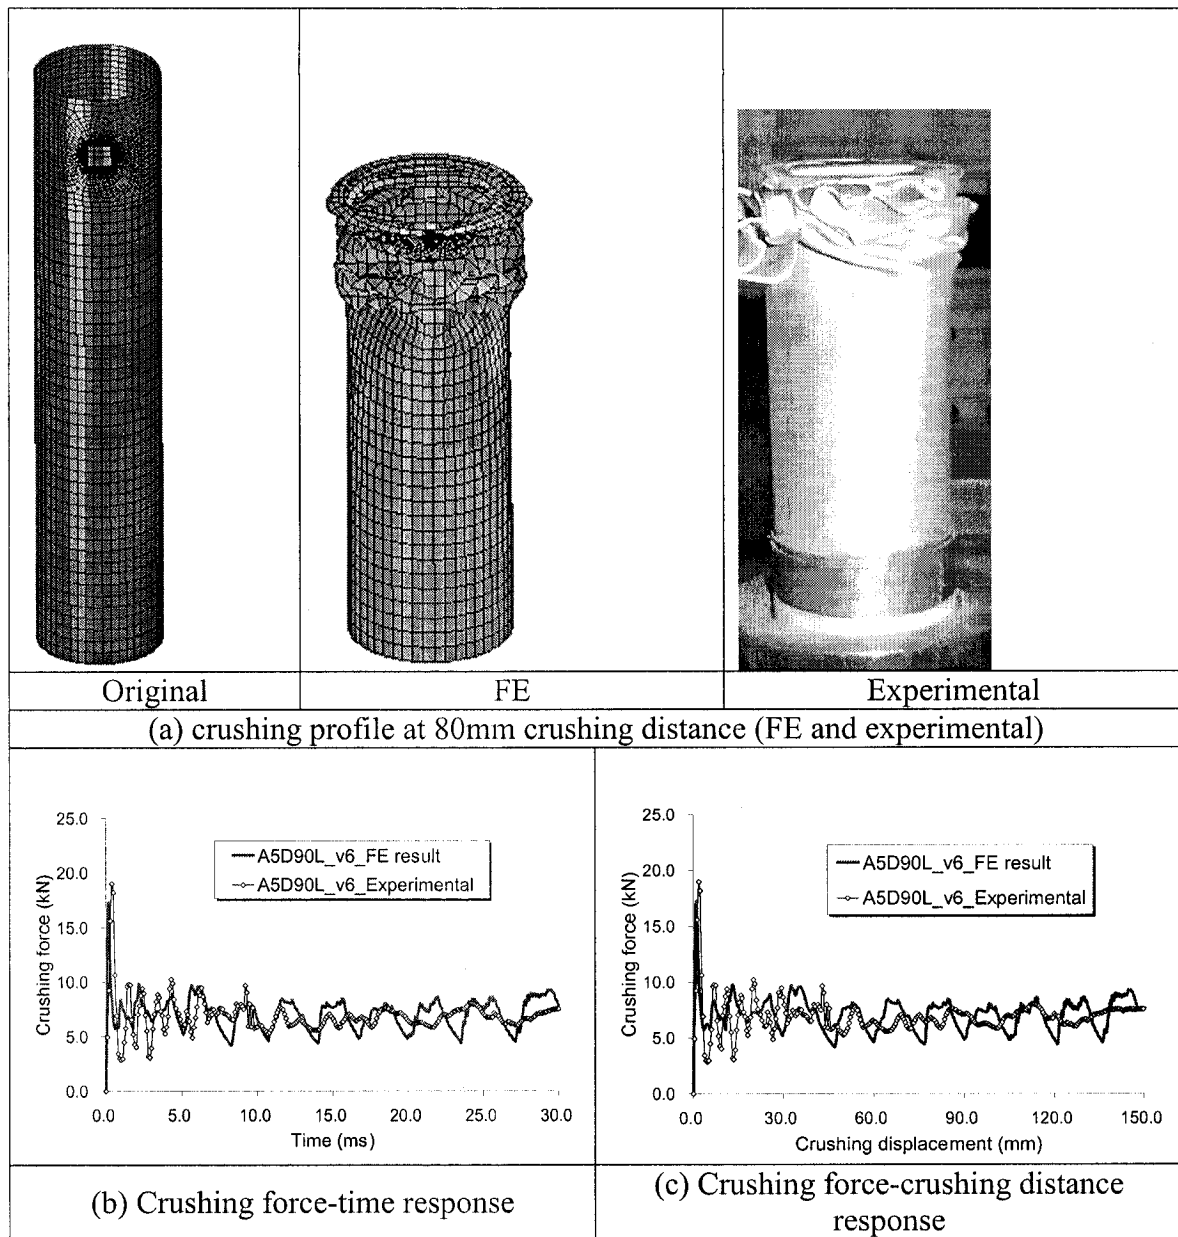 Original
FE
Experimental
(a) crushing profile at 80mm crushing distance (FE and experimental)
25.0
20.0
15.0
10.0
5.0
0.0
Crushing force (kN)
A5D90L_v6_FE result
A5D90L_v6_Experimental
0.0 5.0 10.0 15.0 20.0 25.0 30.0
Time (ms)
25.0
20.0
15.0
10.0
5.0
0.0
Crushing force (kN)
A5D90L_v6_FE result
A5D90L_v6_Experimental
0.0 30.0 60.0 90.0 120.0 150.0
Crushing displacement (mm)
(b) Crushing force-time response
(c) Crushing force-crushing distance
response